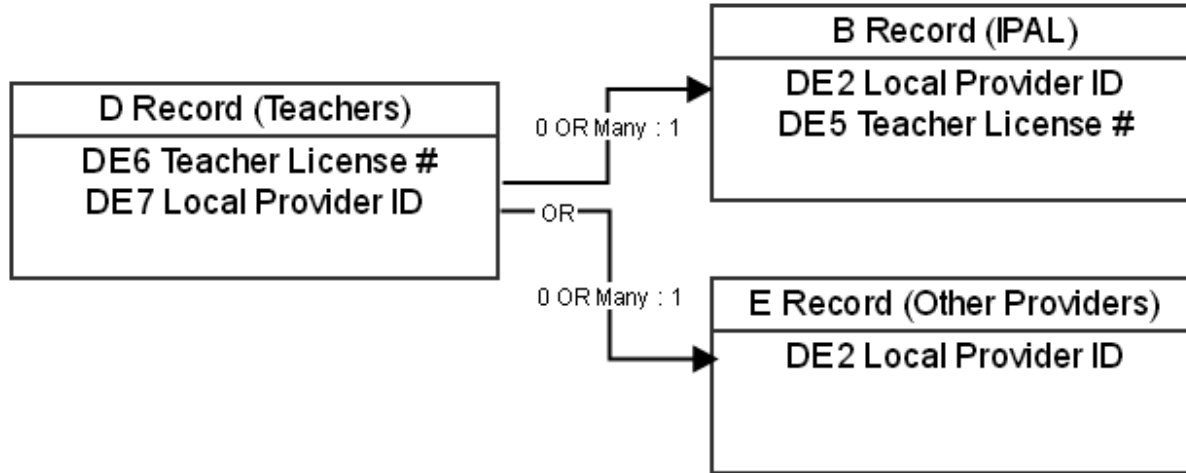 D Record (Teachers)
DE6 Teacher License #
DE7 Local Provider ID
0 OR Many : 1
OR
0 OR Many : 1
B Record (IPAL)
DE2 Local Provider ID
DE5 Teacher License #
E Record (Other Providers)
DE2 Local Provider ID